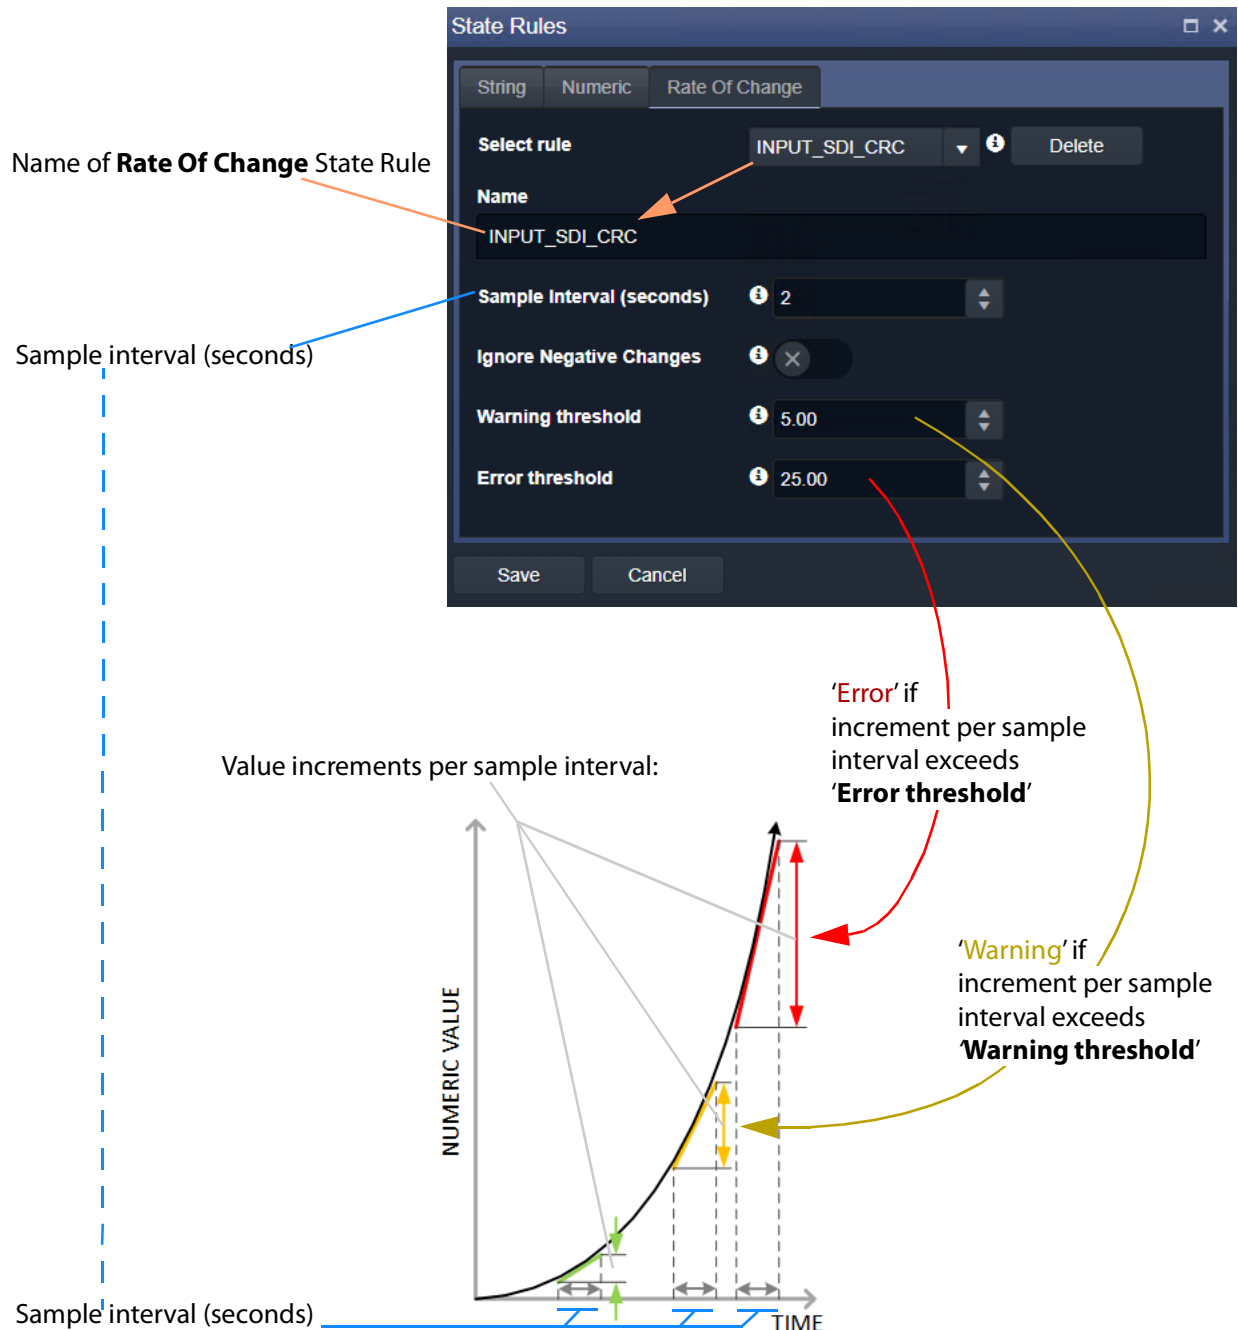 State Rules
String Numeric Rate Of Change
Select rule INPUT_SDI_CRC Delete
Name of Rate Of Change State Rule
Name
INPUT_SDI_CRC
Sample Interval (seconds) 2
Sample interval (seconds)
Ignore Negative Changes
Warning threshold 5.00
Error threshold 25.00
Save Cancel
‘Error’ if
increment per sample
interval exceeds
‘Error threshold’
Value increments per sample interval:
‘Warning’ if
increment per sample
interval exceeds
‘Warning threshold’
NUMERIC VALUE
Sample interval (seconds)
TIME